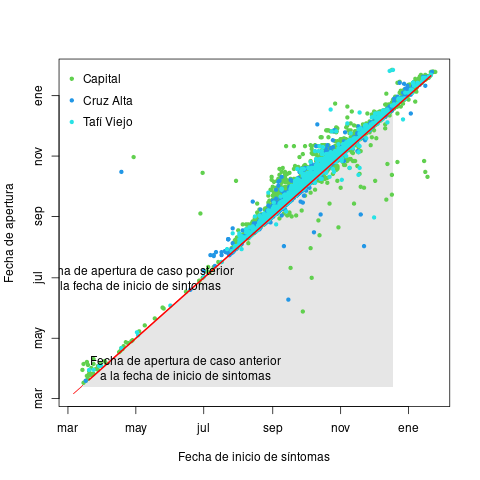 Capital
Cruz Alta
Tafí Viejo
Fecha de apertura
ene
nov
sep
jul
may
mar
na de apertura de caso posterior
la fecha de inicio de sintomas
Fecha de apertura de caso anterior
a la fecha de inicio de sintomas
mar
may
jul
sep
nov
ene
Fecha de inicio de síntomas